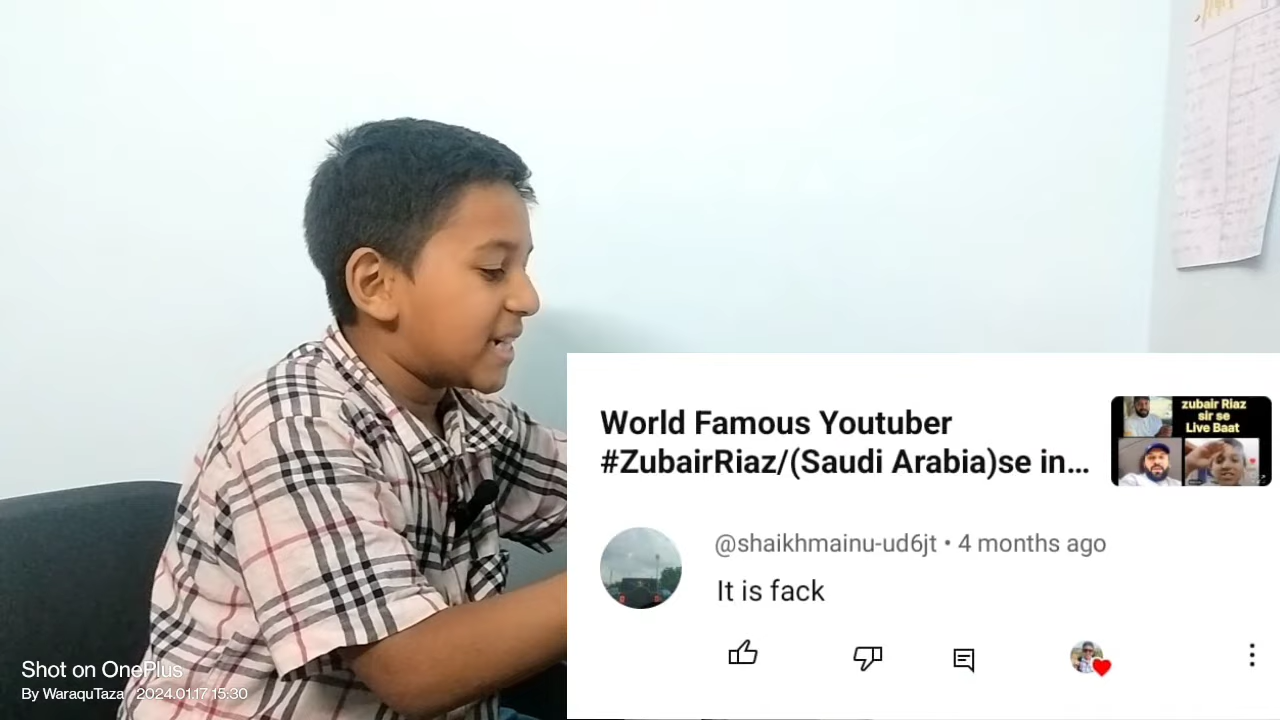 World Famous Youtuber
#ZubairRiaz/(Saudi Arabia)se in...
zubair Riaz
sir se
Live Baat
@shaikhmainu-ud6jt • 4 months ago
It is fack
Shot on OnePlus
By WaraquTaza 2024.01.17 15:30